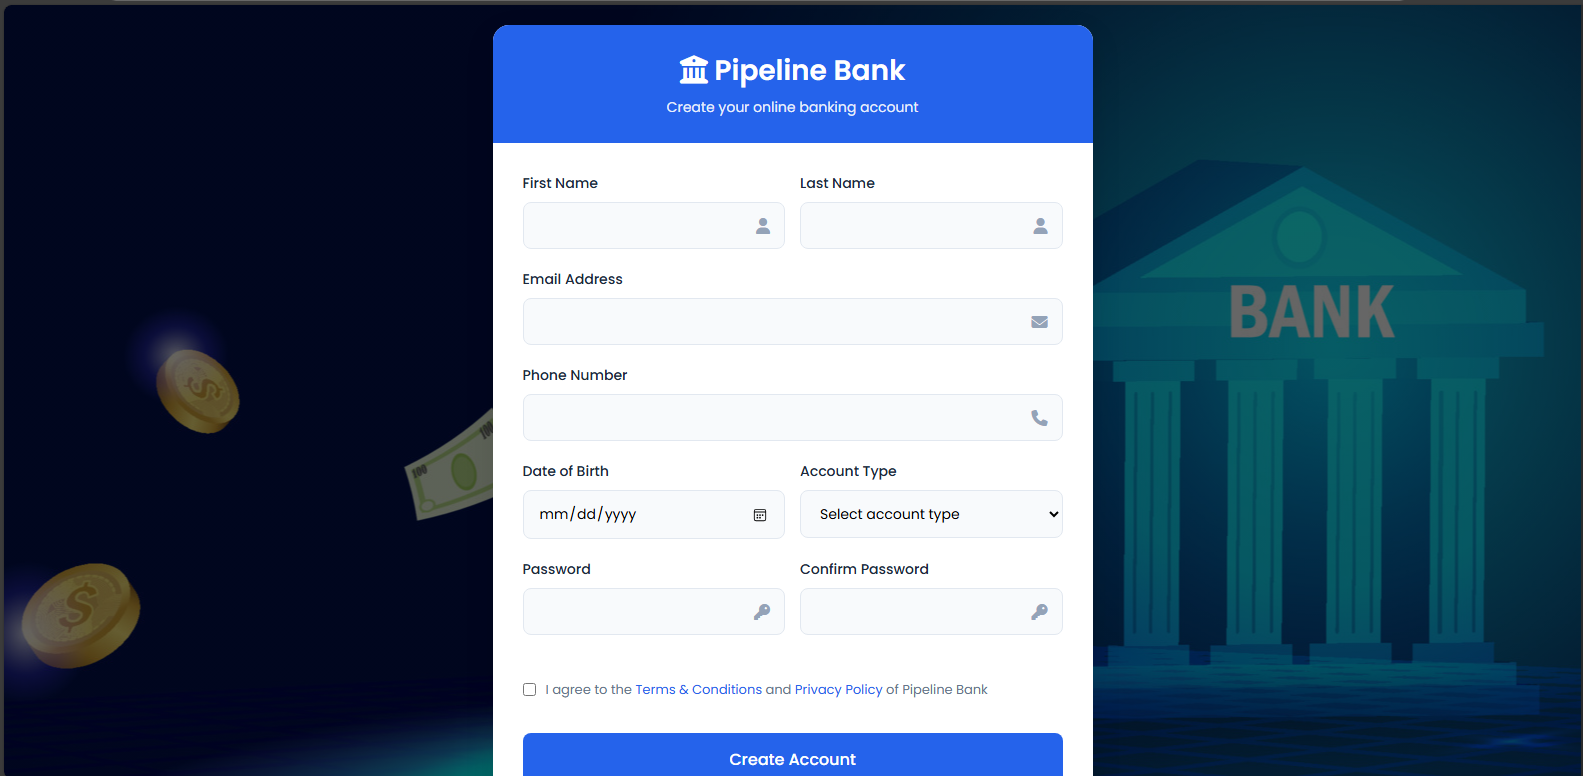 Pipeline Bank
Create your online banking account
First Name
Last Name
Email Address
Phone Number
Date of Birth
Account Type
mm/dd/yyyy
Select account type
Password
Confirm Password
I agree to the Terms & Conditions and Privacy Policy of Pipeline Bank
Create Account
BANK
100
100
$
$